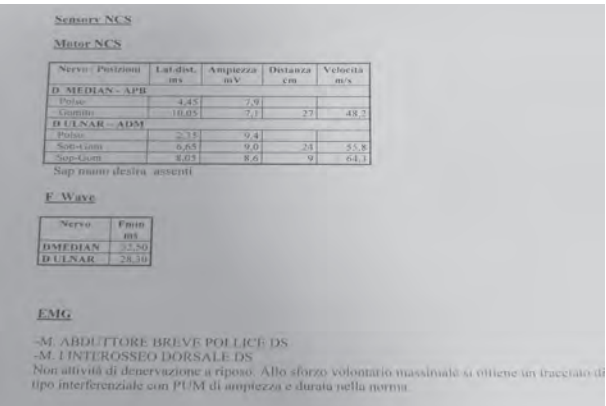 Sensory NCS
Motor NCS
Nervo / Posizioni Lat.dist. Ampiezza Distanza Velocità
ms mV cm m/s
D MEDIAN - APB
Polso 4,45 7,9
Gomito 10,05 7,1 27 48,2
D ULNAR - ADM
Polso 2,35 9,4
Sott-Gom 6,65 9,0 24 55,8
Sop-Gom 8,05 8,6 9 64,3
Sap mano destra assenti
F Wave
Nervo Fmin
ms
DMEDIAN 32,50
D ULNAR 28,30
EMG
-M. ABDUTTORE BREVE POLLICE DS
-M. I INTEROSSEO DORSALE DS
Non attività di denervazione a riposo. Allo sforzo volontario massimale si ottiene un tracciato di
tipo interferenziale con PUM di ampiezza e durata nella norma